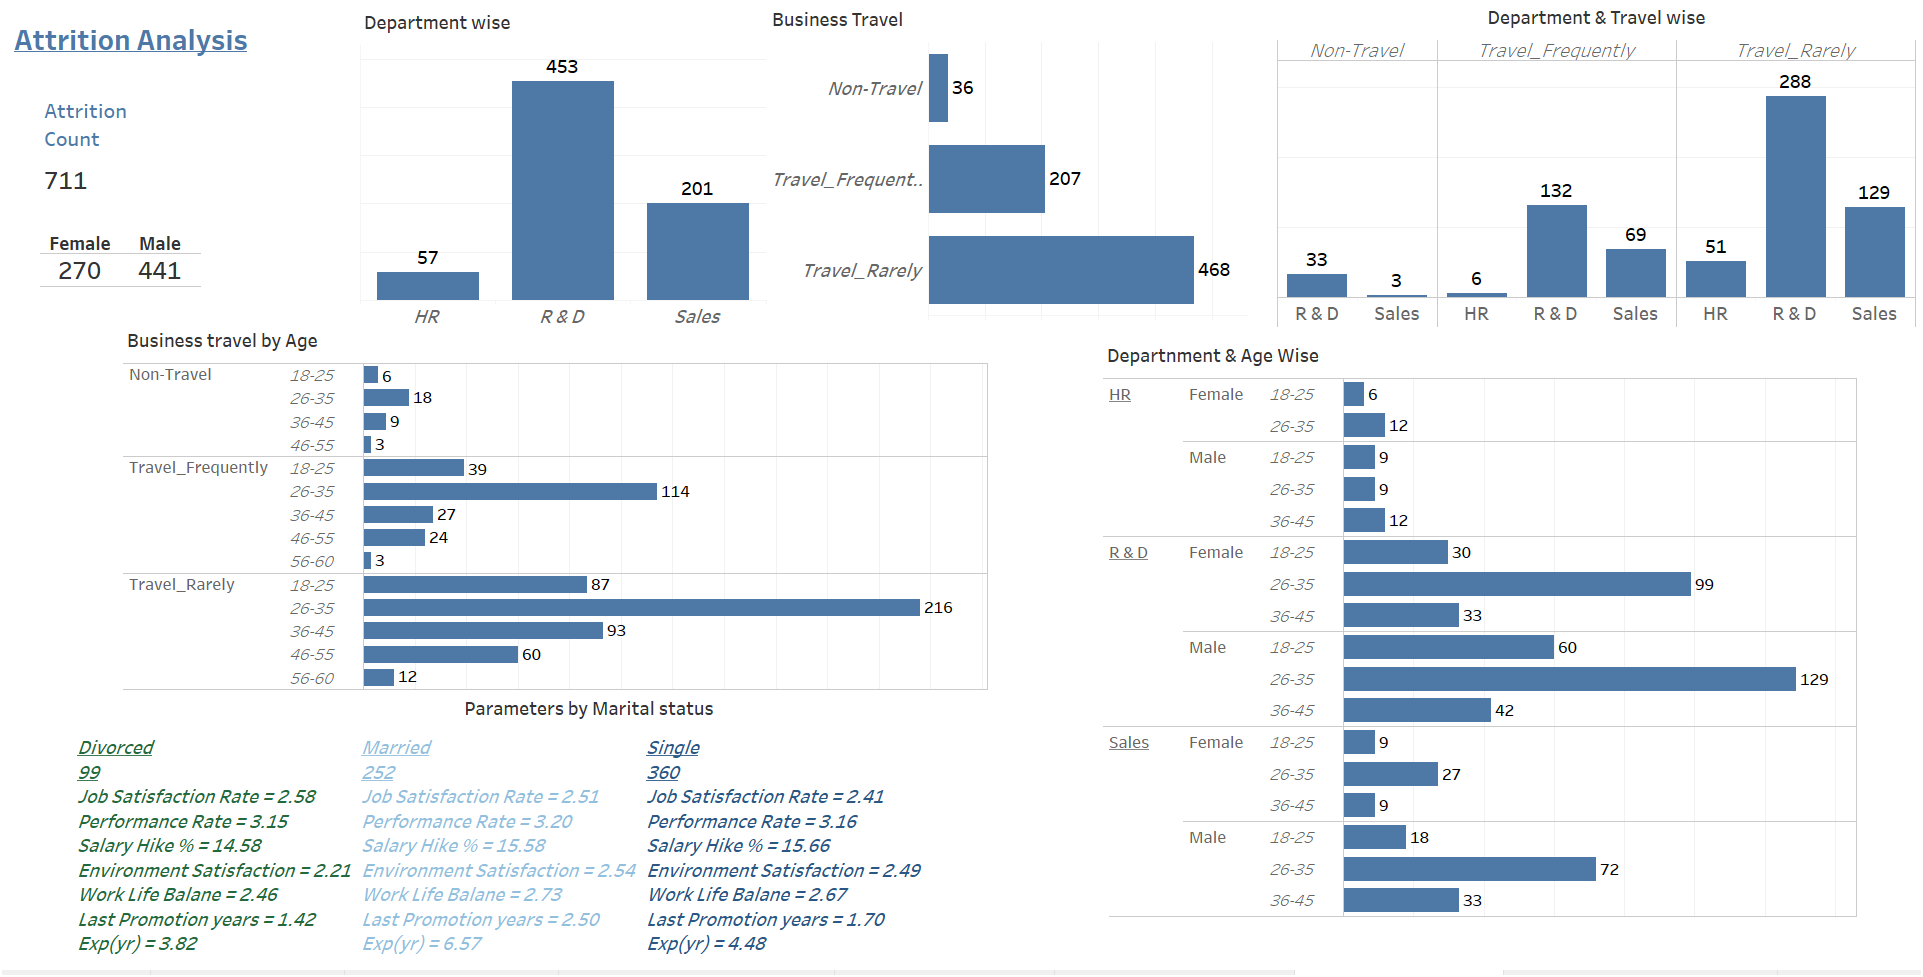 Attrition Analysis
Attrition
Count
711
Female Male
270 441
Department wise
453
201
57
HR R & D Sales
Business Travel
Non-Travel 36
Travel_Frequent.. 207
Travel_Rarely 468
Department & Travel wise
Non-Travel Travel_Frequently Travel_Rarely
33 3 6 132 69 51 288 129
R & D Sales HR R & D Sales HR R & D Sales
Business travel by Age
Non-Travel 18-25 6
26-35 18
36-45 9
46-55 3
Travel_Frequently 18-25 39
26-35 114
36-45 27
46-55 24
56-60 3
Travel_Rarely 18-25 87
26-35 216
36-45 93
46-55 60
56-60 12
Departnment & Age Wise
HR Female 18-25 6
26-35 12
Male 18-25 9
26-35 9
36-45 12
R & D Female 18-25 30
26-35 99
36-45 33
Male 18-25 60
26-35 129
36-45 42
Sales Female 18-25 9
26-35 27
36-45 9
Male 18-25 18
26-35 72
36-45 33
Parameters by Marital status
Divorced
99
Job Satisfaction Rate = 2.58
Performance Rate = 3.15
Salary Hike % = 14.58
Environment Satisfaction = 2.21
Work Life Balane = 2.46
Last Promotion years = 1.42
Exp(yr) = 3.82
Married
252
Job Satisfaction Rate = 2.51
Performance Rate = 3.20
Salary Hike % = 15.58
Environment Satisfaction = 2.54
Work Life Balane = 2.73
Last Promotion years = 2.50
Exp(yr) = 6.57
Single
360
Job Satisfaction Rate = 2.41
Performance Rate = 3.16
Salary Hike % = 15.66
Environment Satisfaction = 2.49
Work Life Balane = 2.67
Last Promotion years = 1.70
Exp(yr) = 4.48